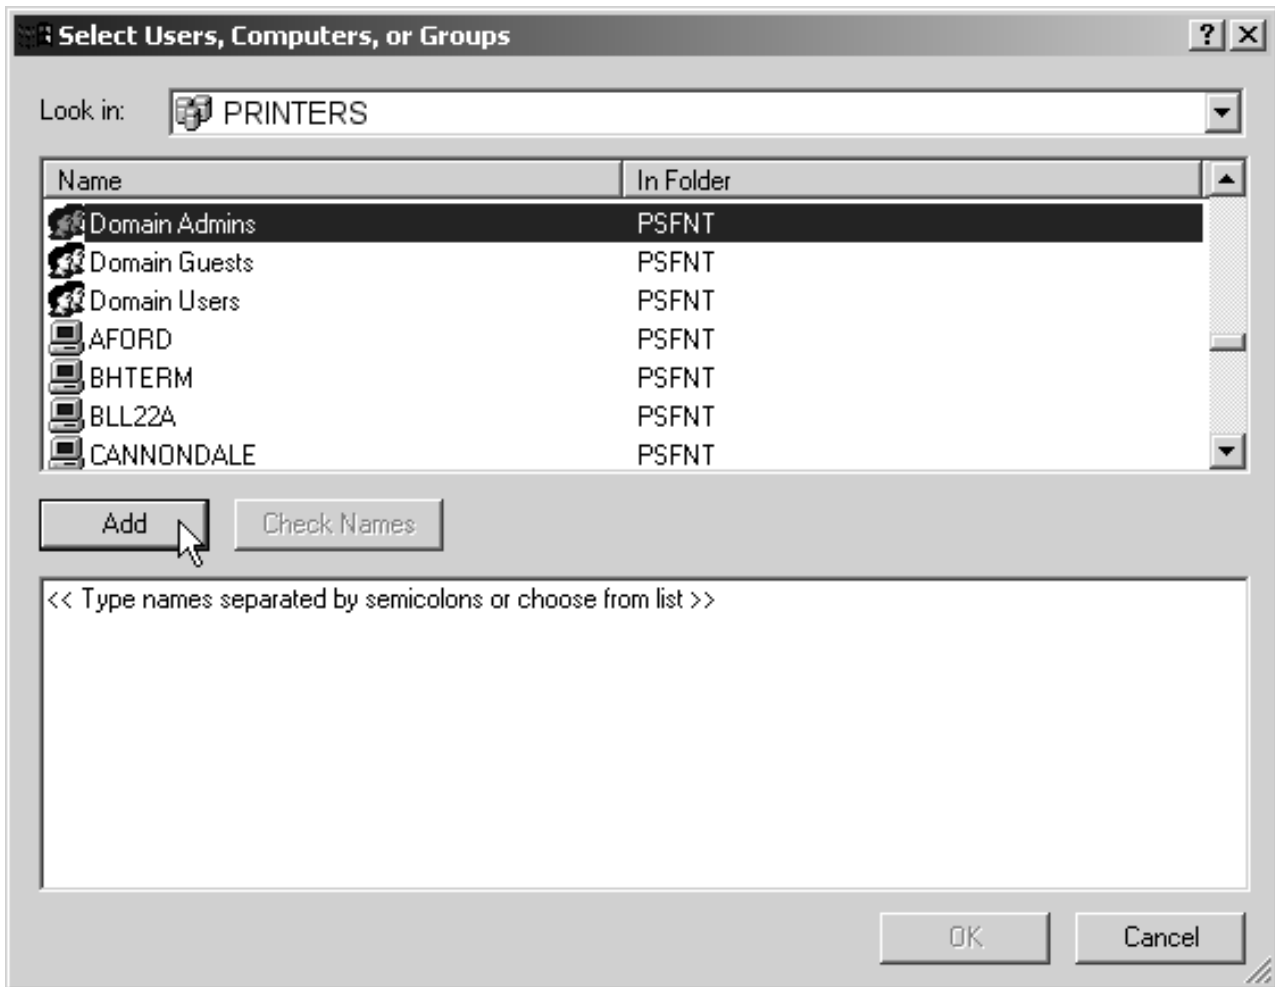 Select Users, Computers, or Groups
Look in: PRINTERS
Name In Folder
Domain Admins PSFNT
Domain Guests PSFNT
Domain Users PSFNT
AFORD PSFNT
BHTERM PSFNT
BLL22A PSFNT
CANNONDALE PSFNT
Add Check Names
<< Type names separated by semicolons or choose from list >>
OK Cancel